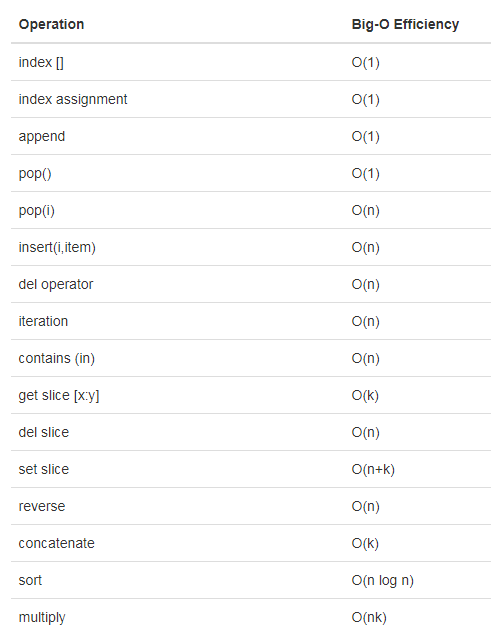 Operation Big-O Efficiency
index [] O(1)
index assignment O(1)
append O(1)
pop() O(1)
pop(i) O(n)
insert(i,item) O(n)
del operator O(n)
iteration O(n)
contains (in) O(n)
get slice [x:y] O(k)
del slice O(n)
set slice O(n+k)
reverse O(n)
concatenate O(k)
sort O(n log n)
multiply O(nk)